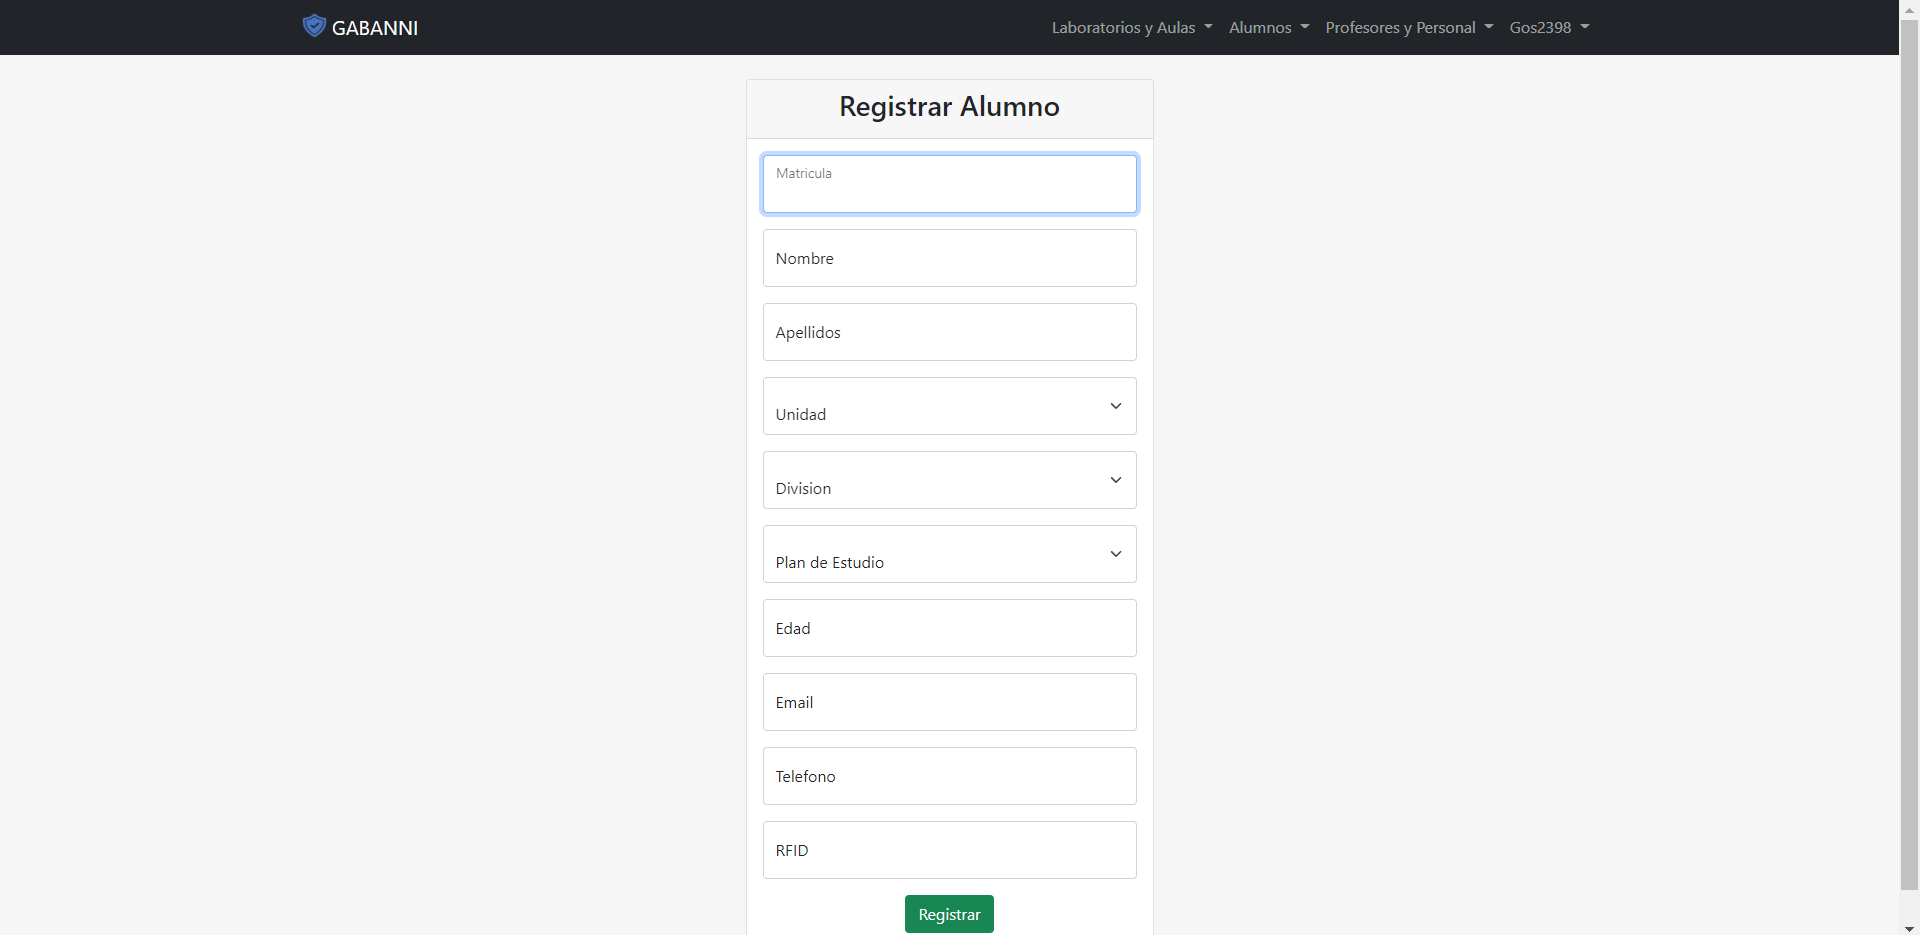 GABANNI
Laboratorios y Aulas Alumnos Profesores y Personal Gos2398
Registrar Alumno
Matricula
Nombre
Apellidos
Unidad
Division
Plan de Estudio
Edad
Email
Telefono
RFID
Registrar